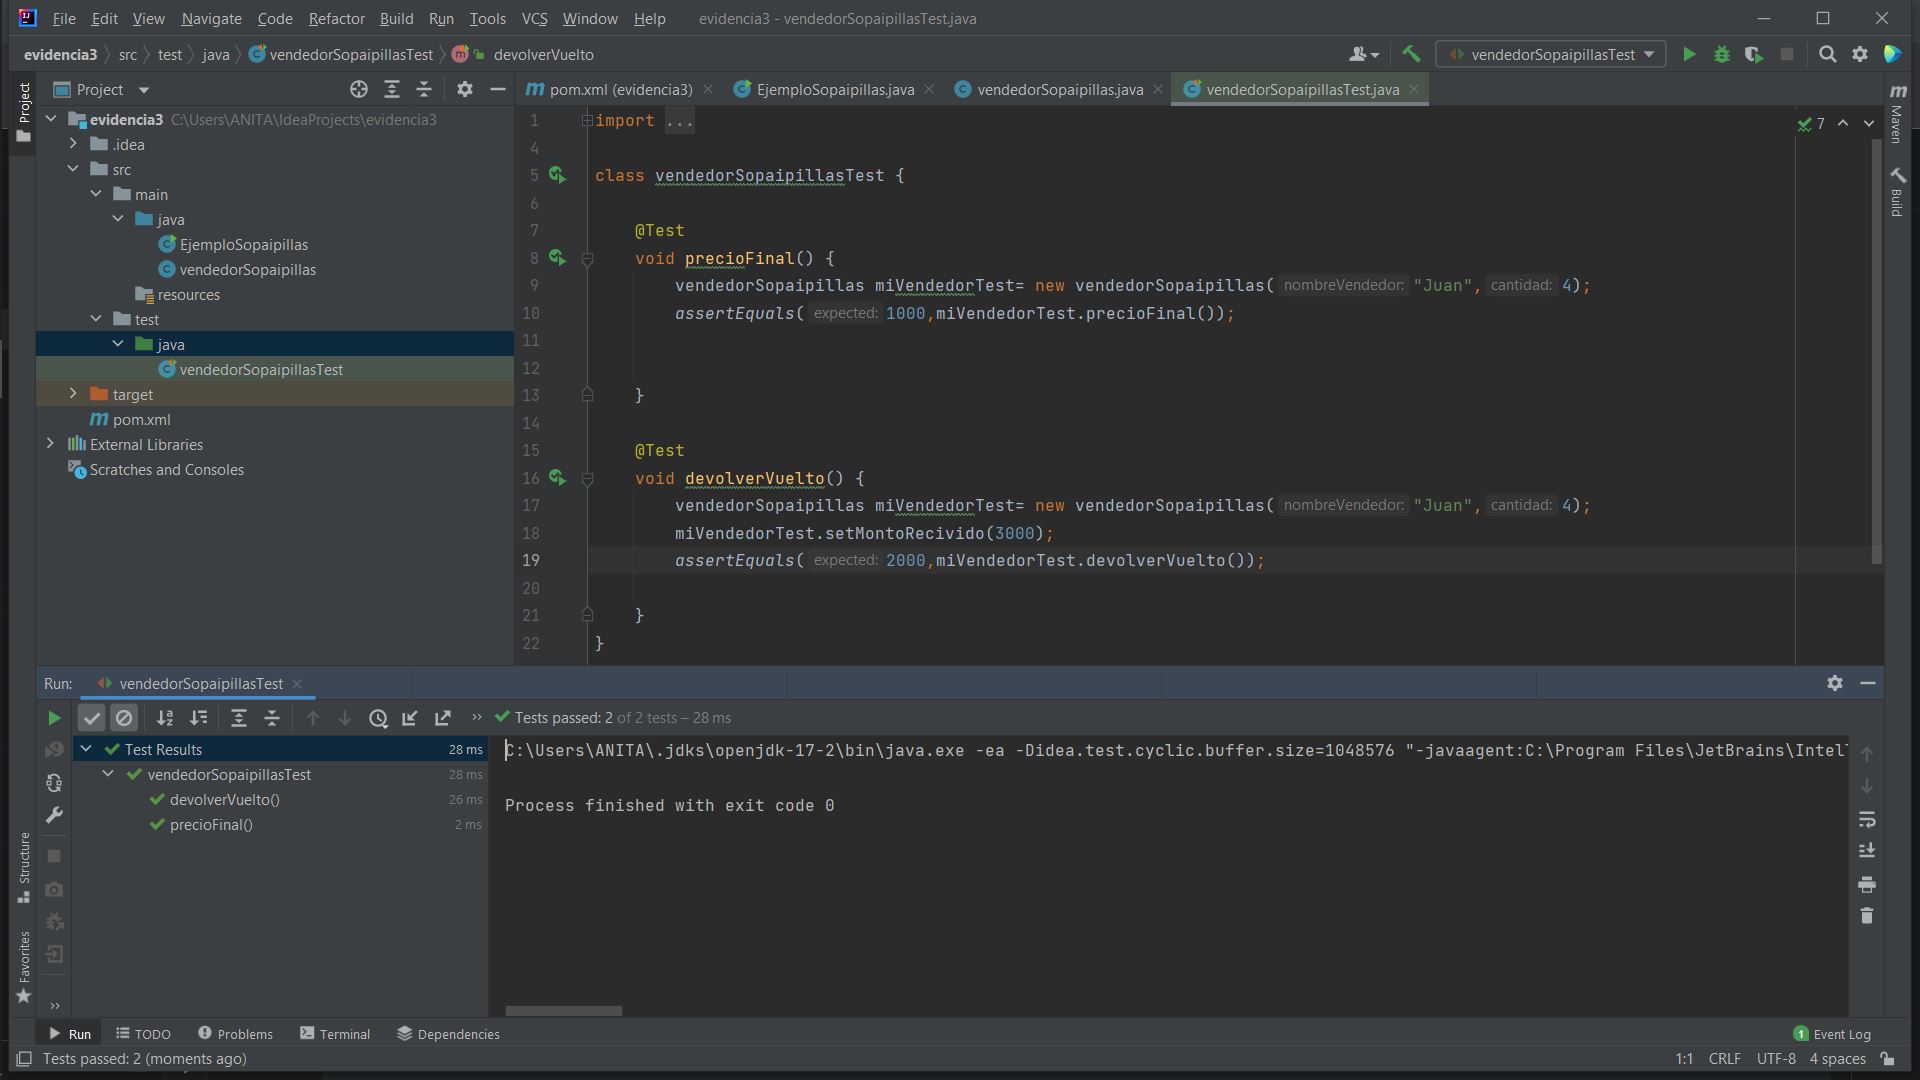 File Edit View Navigate Code Refactor Build Run Tools VCS Window Help evidencia3 - vendedorSopaipillasTest.java
evidencia3 src test java vendedorSopaipillasTest m devolverVuelto vendedorSopaipillasTest
Project
pom.xml (evidencia3) EjemploSopaipillas.java vendedorSopaipillas.java vendedorSopaipillasTest.java
evidencia3 C:\Users\ANITA\IdeaProjects\evidencia3
.idea
src
main
java
EjemploSopaipillas
vendedorSopaipillas
resources
test
java
vendedorSopaipillasTest
target
pom.xml
External Libraries
Scratches and Consoles
1 import ...
4
5 class vendedorSopaipillasTest {
6
7 @Test
8 void precioFinal() {
9 vendedorSopaipillas miVendedorTest= new vendedorSopaipillas( nombreVendedor: "Juan", cantidad: 4);
10 assertEquals( expected: 1000,miVendedorTest.precioFinal());
11
12
13 }
14
15 @Test
16 void devolverVuelto() {
17 vendedorSopaipillas miVendedorTest= new vendedorSopaipillas( nombreVendedor: "Juan", cantidad: 4);
18 miVendedorTest.setMontoRecivido(3000);
19 assertEquals( expected: 2000,miVendedorTest.devolverVuelto());
20
21 }
22 }
7
Project
Structure
Favorites
Maven
Build
Run: vendedorSopaipillasTest
Tests passed: 2 of 2 tests – 28 ms
Test Results 28 ms
vendedorSopaipillasTest 28 ms
devolverVuelto() 26 ms
precioFinal() 2 ms
C:\Users\ANITA\.jdks\openjdk-17-2\bin\java.exe -ea -Didea.test.cyclic.buffer.size=1048576 "-javaagent:C:\Program Files\JetBrains\Intel
Process finished with exit code 0
Run TODO Problems Terminal Dependencies 1 Event Log
Tests passed: 2 (moments ago) 1:1 CRLF UTF-8 4 spaces